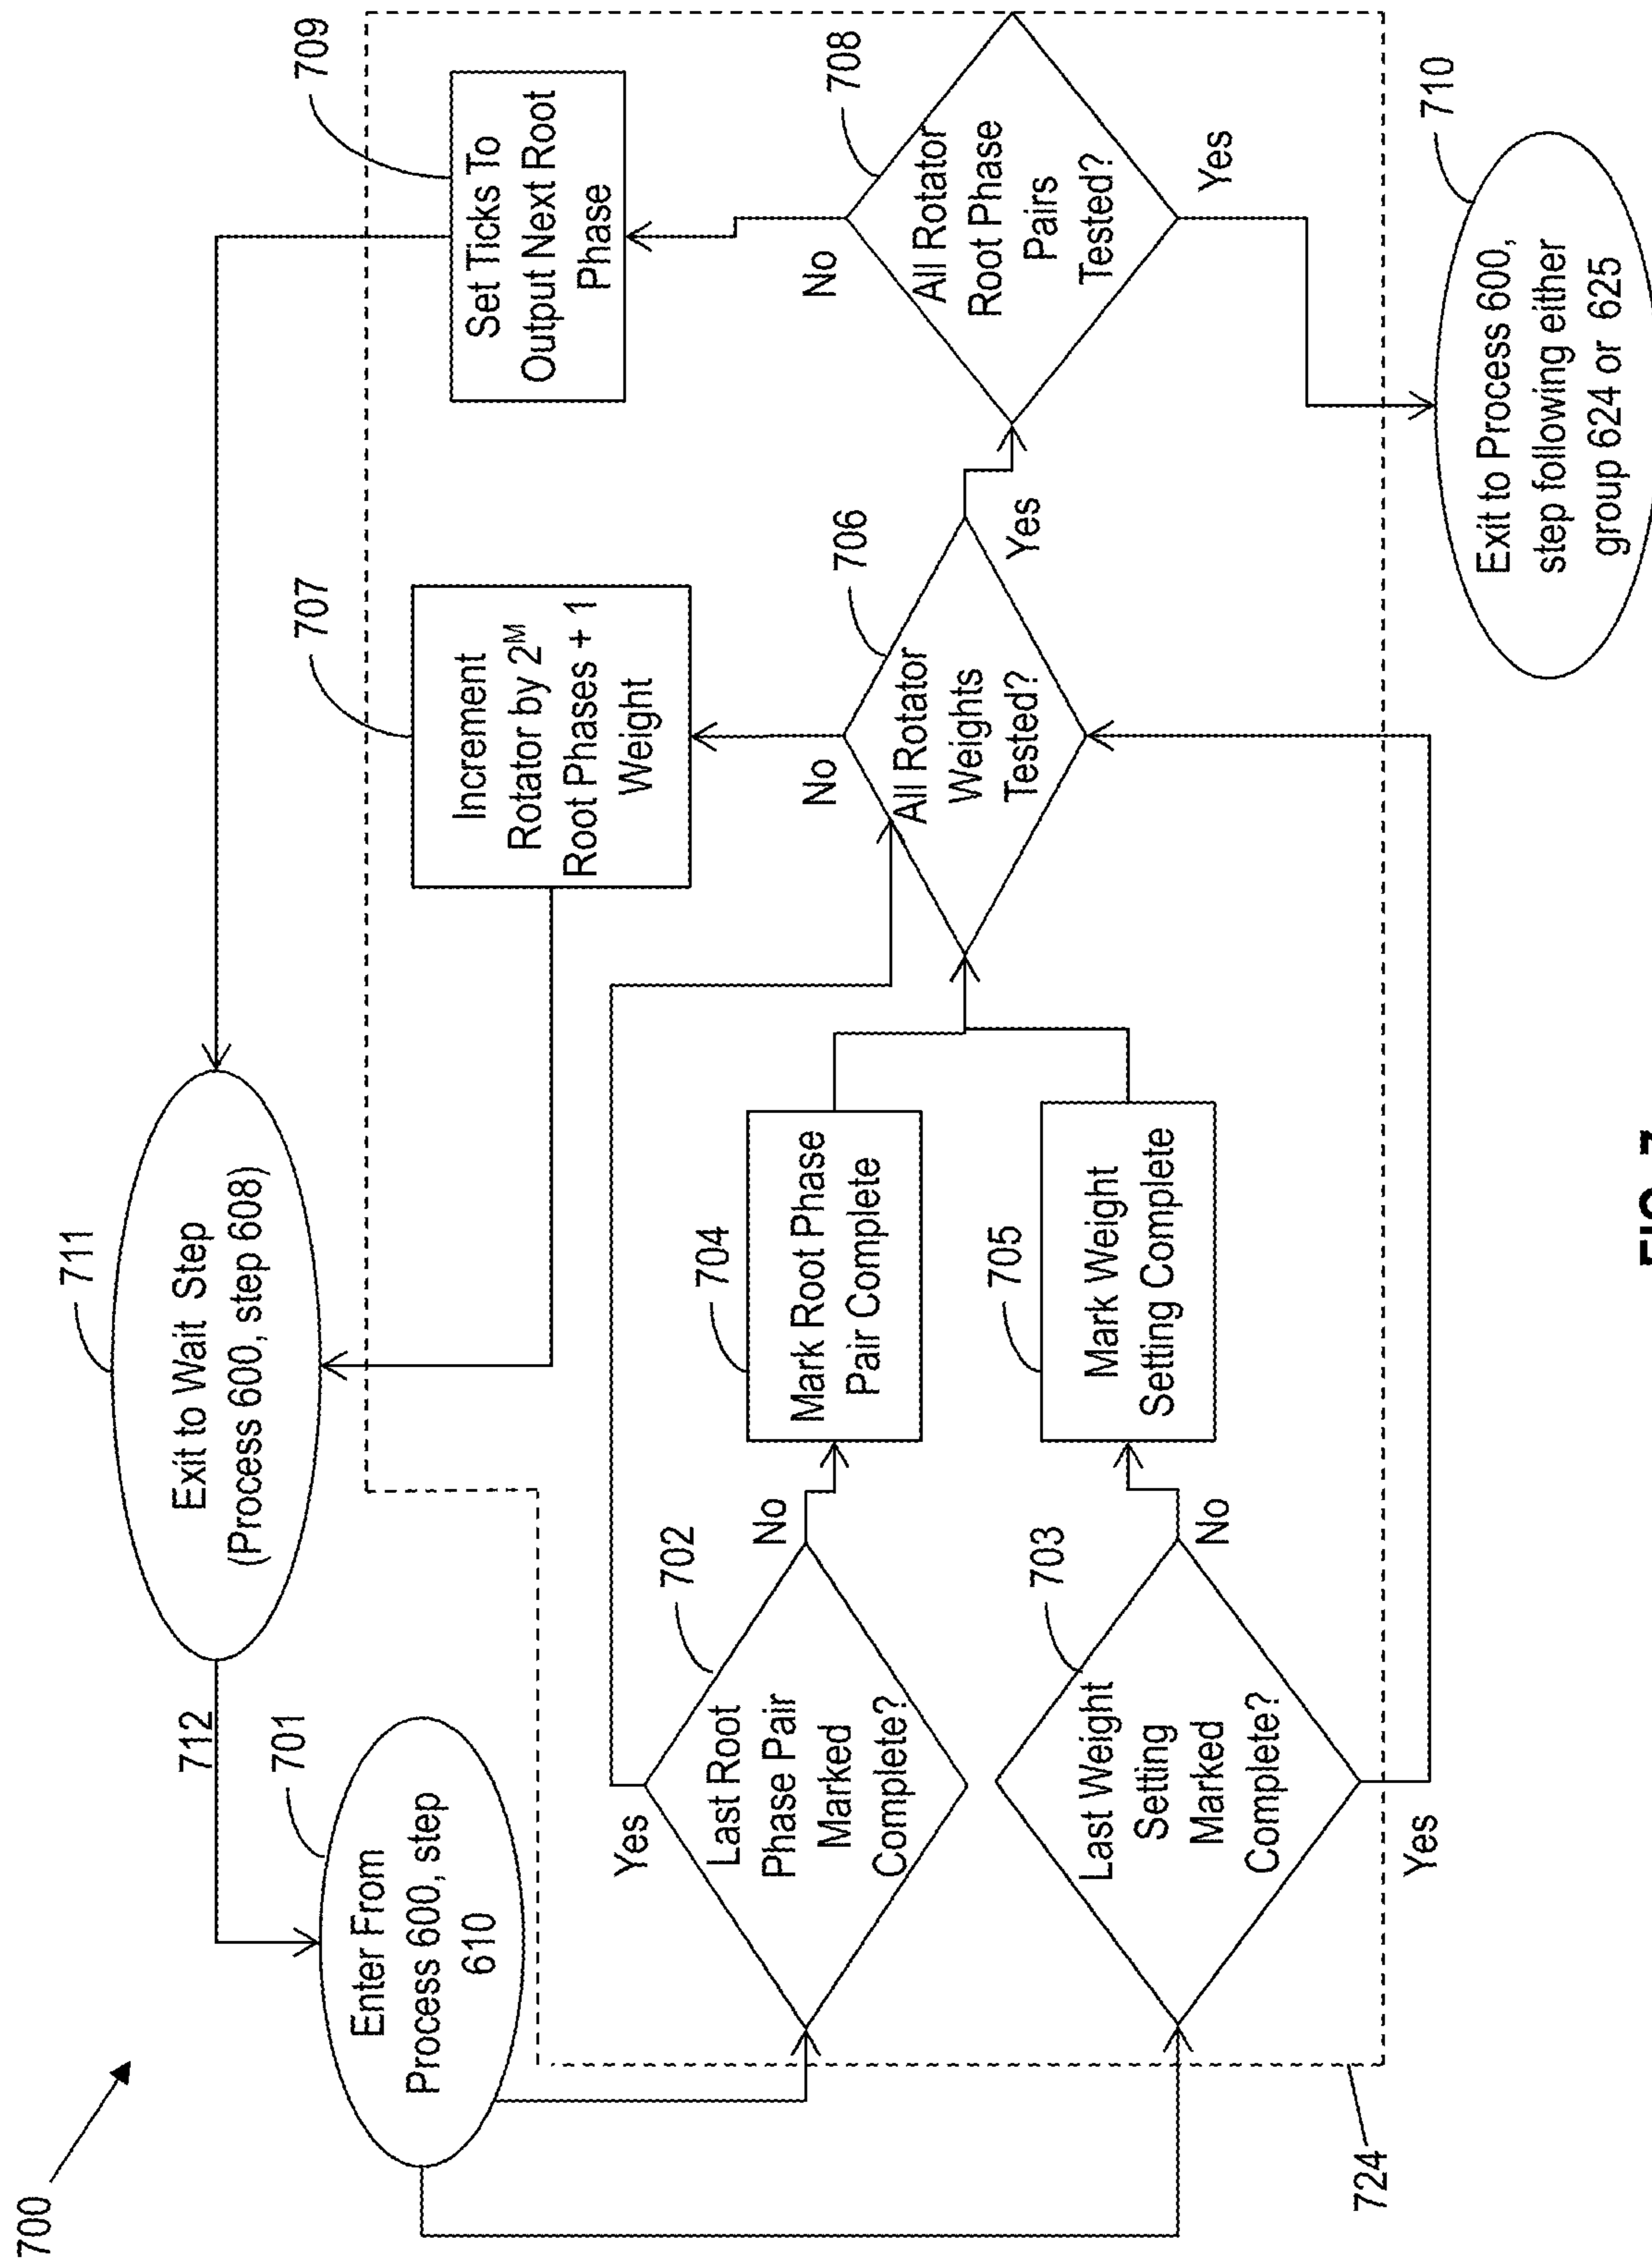 700
712
711
Exit to Wait Step
(Process 600, step 608)
701
Enter From
Process 600, step
610
709
Set Ticks To
Output Next Root
Phase
707
Increment
Rotator by 2M
Root Phases + 1
Weight
702
Last Root
Phase Pair
Marked
Complete?
Yes
No
704
Mark Root Phase
Pair Complete
703
Last Weight
Setting
Marked
Complete?
No
Yes
705
Mark Weight
Setting Complete
706
All Rotator
Weights
Tested?
No
Yes
708
All Rotator
Root Phase
Pairs
Tested?
No
Yes
710
Exit to Process 600,
step following either
group 624 or 625
724
FIG. 7